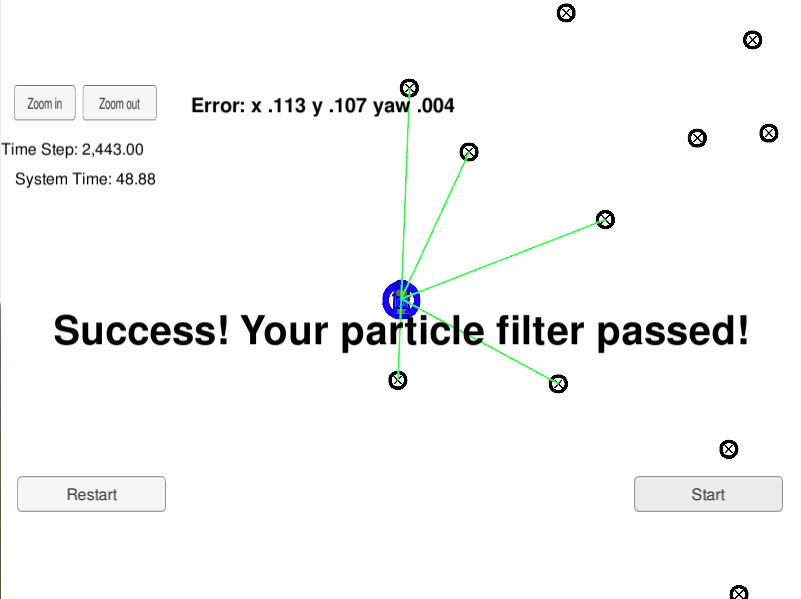 Zoom in
Zoom out
Error: x .113 y .107 yaw .004
Time Step: 2,443.00
System Time: 48.88
Success! Your particle filter passed!
Restart
Start